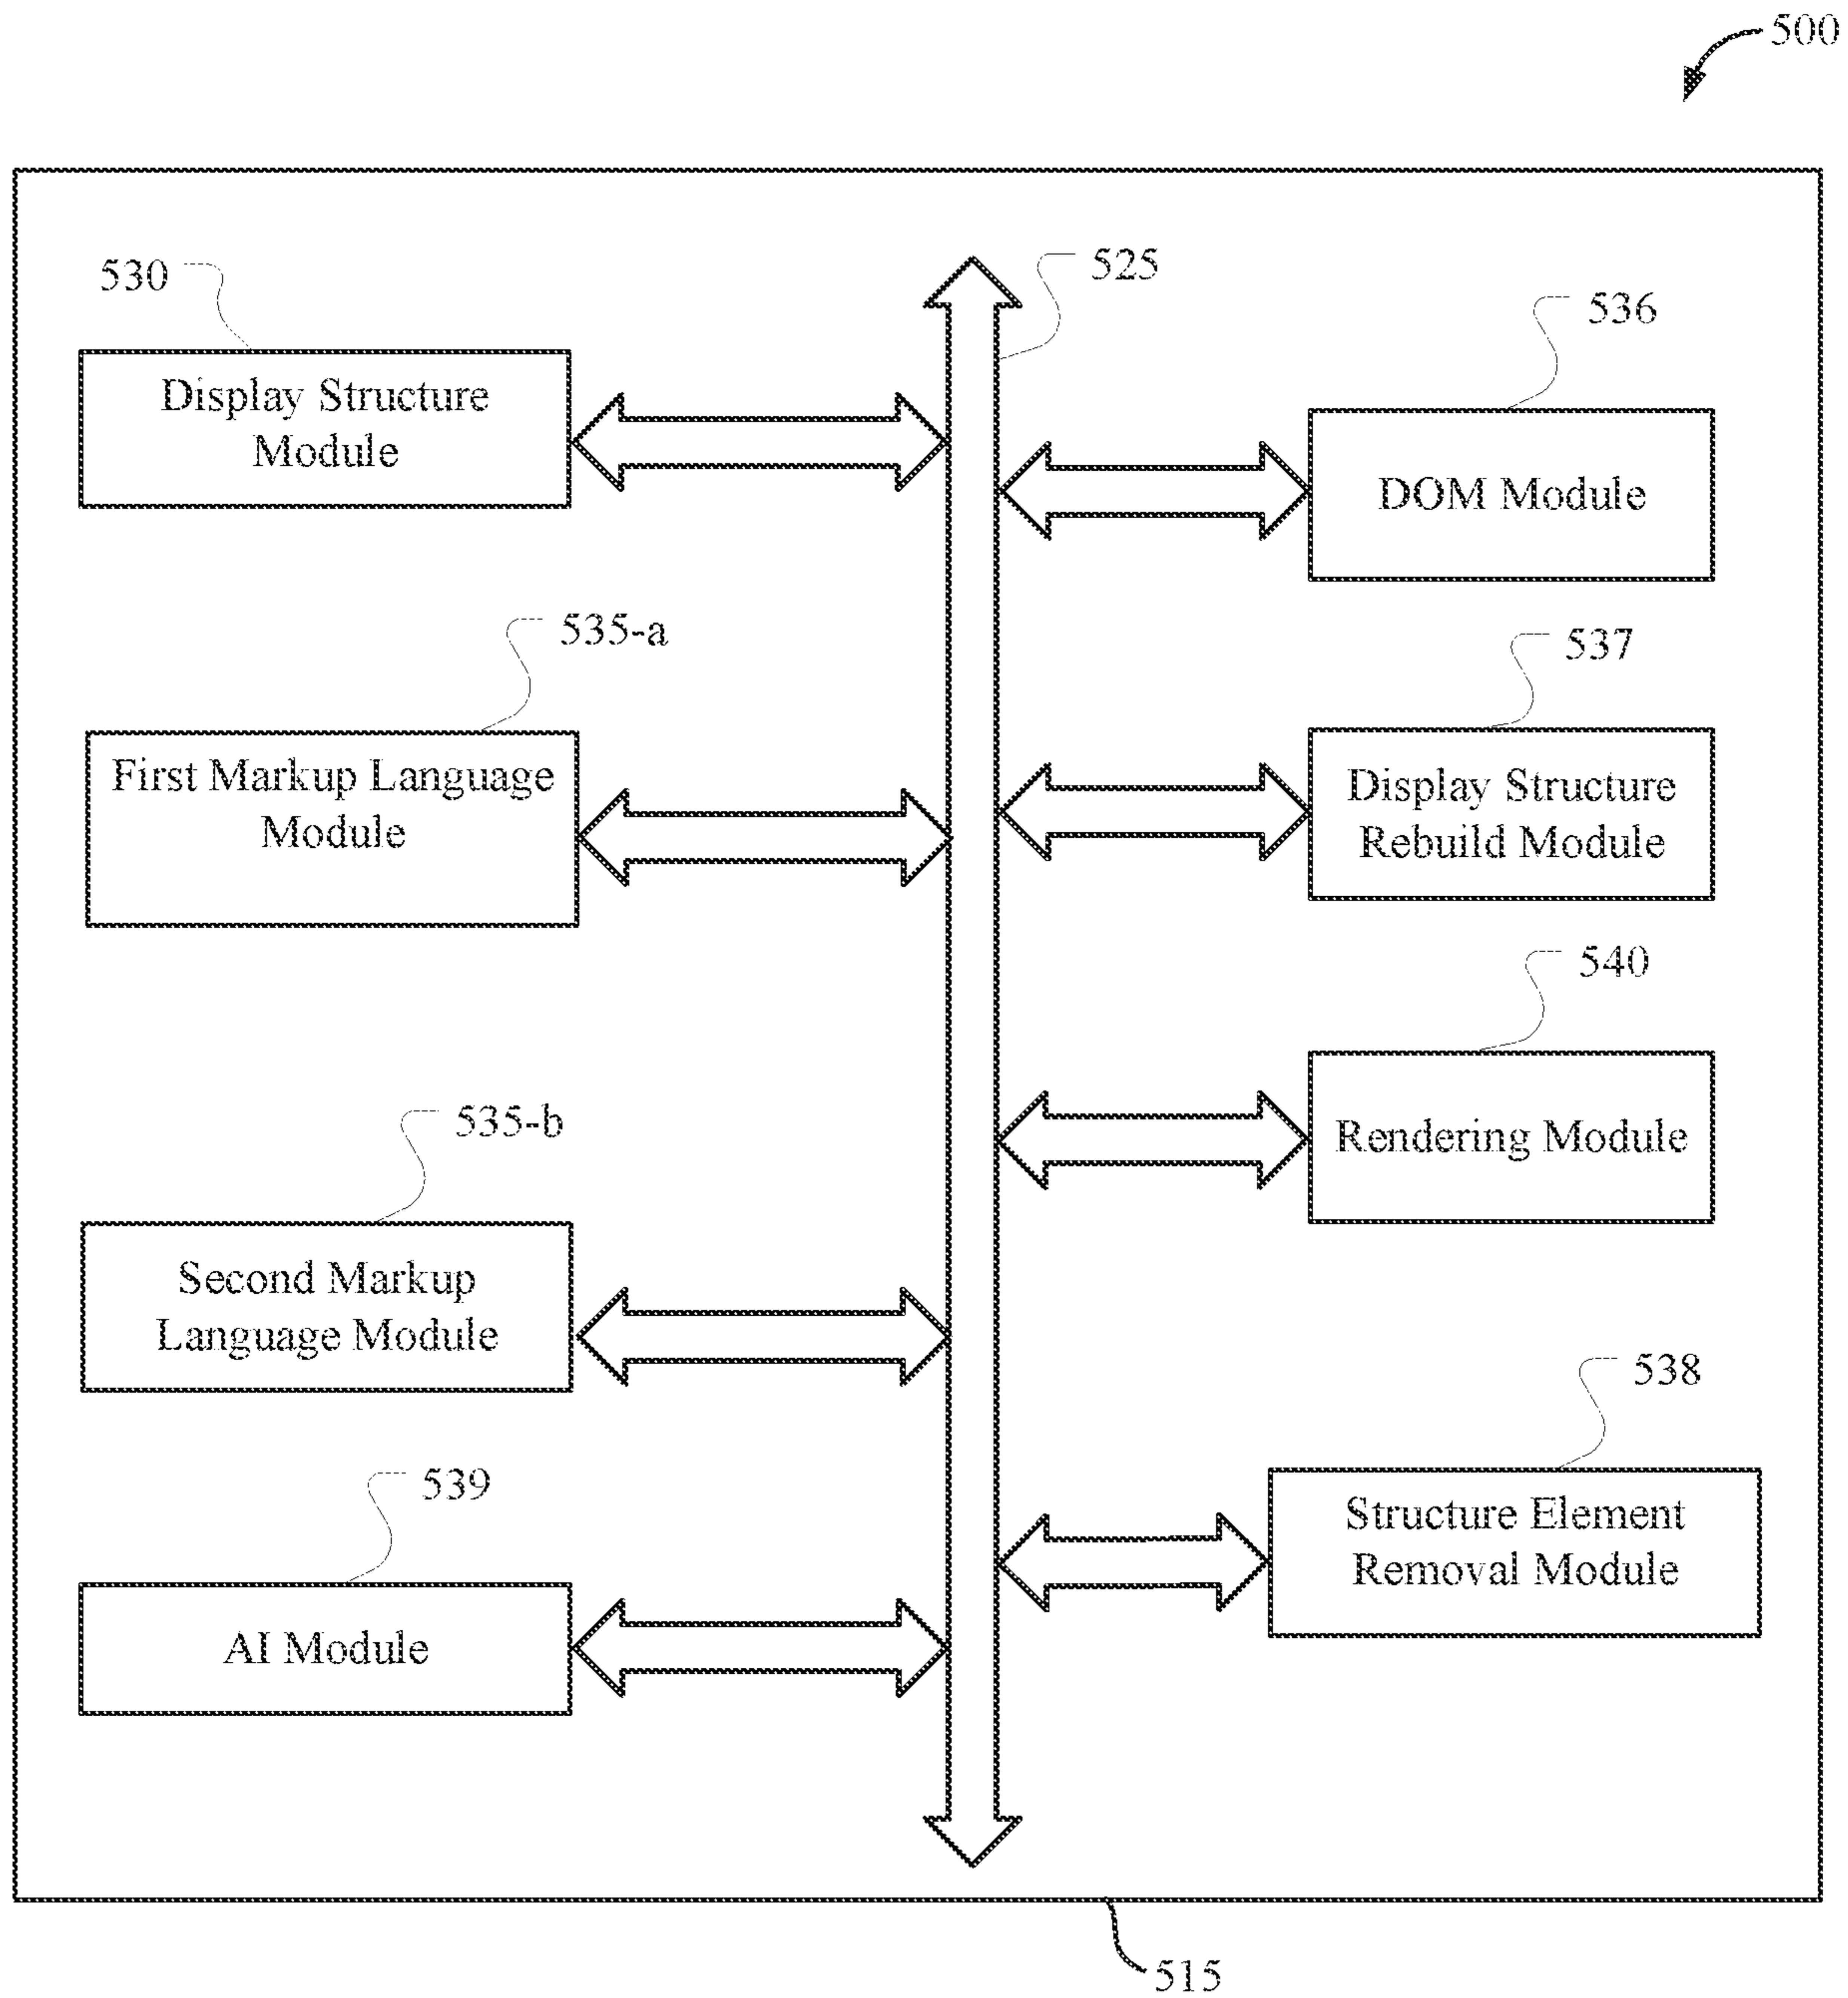 500
530
525
536
Display Structure
Module
DOM Module
535-a
537
First Markup Language
Module
Display Structure
Rebuild Module
540
535-b
Rendering Module
Second Markup
Language Module
538
539
Structure Element
Removal Module
AI Module
515